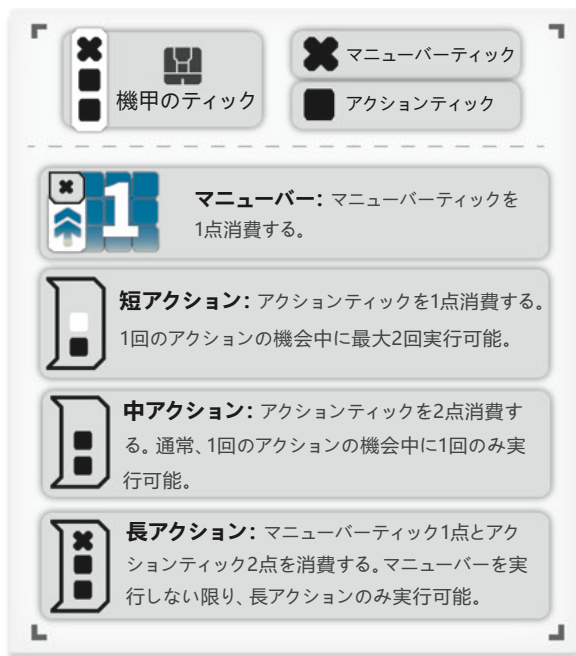 機甲のティック
マニューバーティック
アクションティック
1
マニューバー：マニューバーティックを
1点消費する。
短アクション：アクションティックを1点消費する。
1回のアクションの機会中に最大2回実行可能。
中アクション：アクションティックを2点消費す
る。通常、1回のアクションの機会中に1回のみ実
行可能。
長アクション：マニューバーティック1点とアク
ションティック2点を消費する。マニューバーを実
行しない限り、長アクションのみ実行可能。